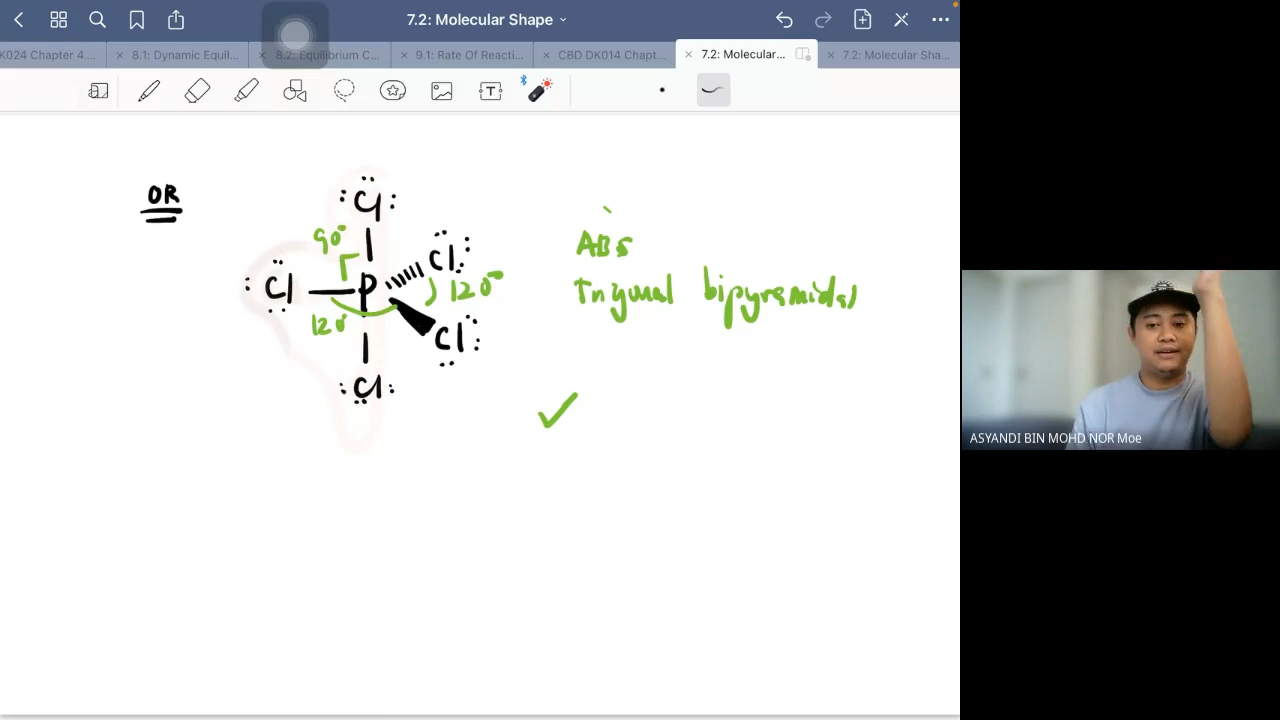 7.2: Molecular Shape
K024 Chapter 4....
8.1: Dynamic Equil...
8.2: Equilibrium C...
9.1: Rate Of Reacti...
CBD DK014 Chapt...
7.2: Molecular...
7.2: Molecular Sha...
T
OR
Cl
90°
Cl
Cl
P
120°
120°
Cl
Cl
AB5
Trigonal bipyramidal
ASYANDI BIN MOHD NOR Moe